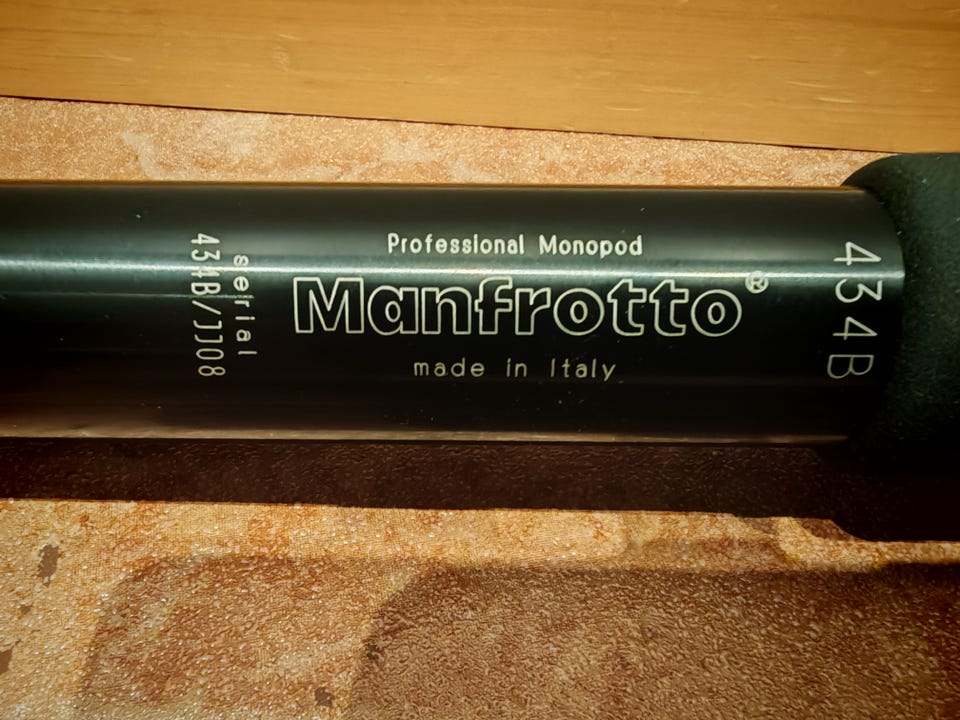 Professional Monopod
Manfrotto®
made in Italy
serial
434B/JJ08
434B